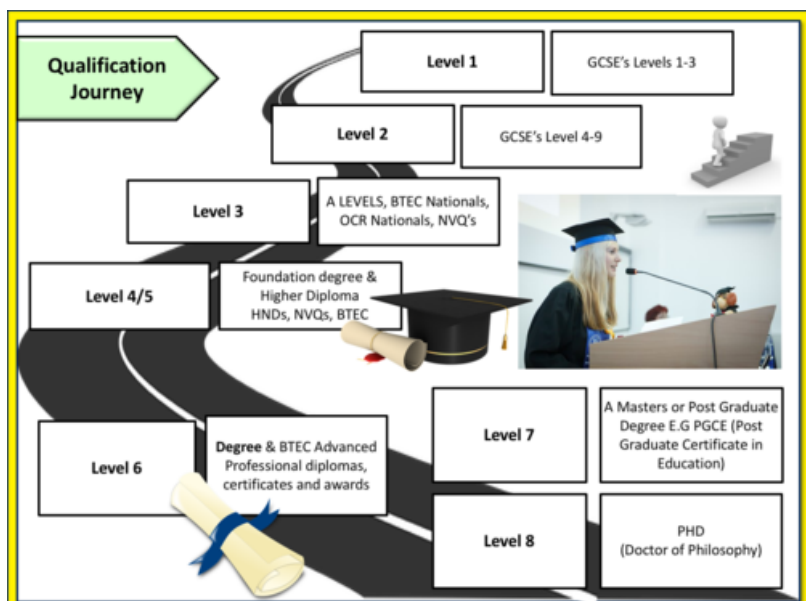 Qualification
Journey
Level 1
GCSE's Levels 1-3
Level 2
GCSE's Level 4-9
Level 3
A LEVELS, BTEC Nationals,
OCR Nationals, NVQ's
Level 4/5
Foundation degree &
Higher Diploma
HNDs, NVQs, BTEC
Level 6
Degree & BTEC Advanced
Professional diplomas,
certificates and awards
Level 7
A Masters or Post Graduate
Degree E.G PGCE (Post
Graduate Certificate in
Education)
Level 8
PHD
(Doctor of Philosophy)